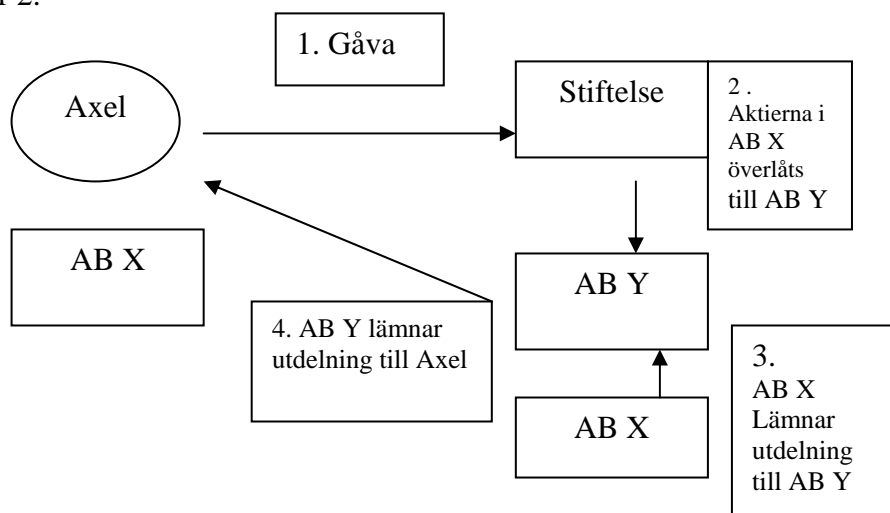 1. Gåva
Axel
Stiftelse
2 .
Aktierna i
AB X
överlåts
till AB Y
AB X
AB Y
4. AB Y lämnar
utdelning till Axel
AB X
3.
AB X
Lämnar
utdelning
till AB Y